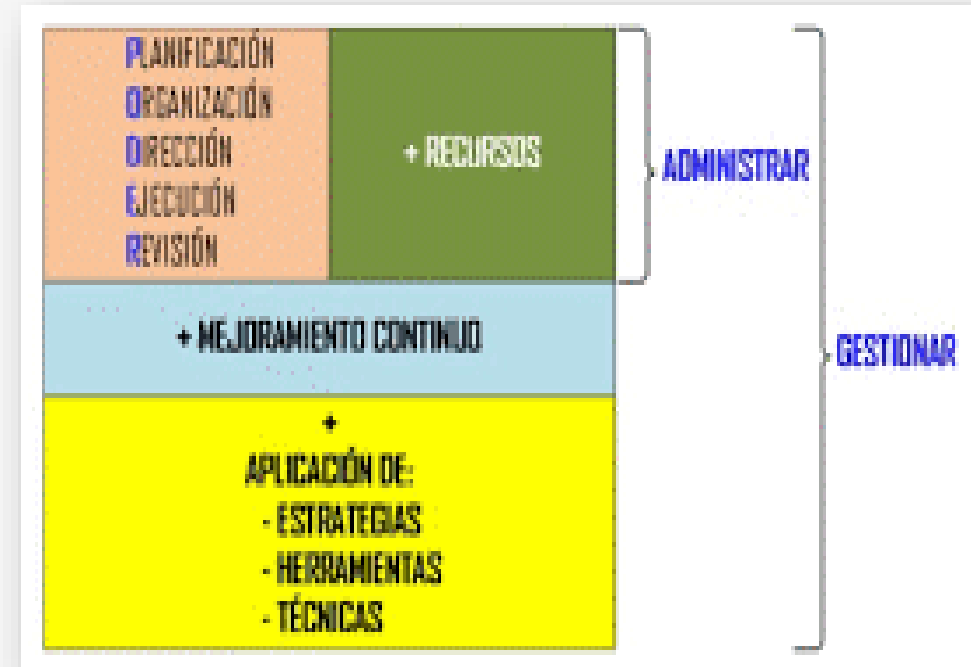 PLANIFICACIÓN
ORGANIZACIÓN
DIRECCIÓN
EJECUCIÓN
REVISIÓN
+ RECURSOS
ADMINISTRAR
+ MEJORAMIENTO CONTINUO
GESTIONAR
+
APLICACIÓN DE:
- ESTRATEGIAS
- HERRAMIENTAS
- TÉCNICAS